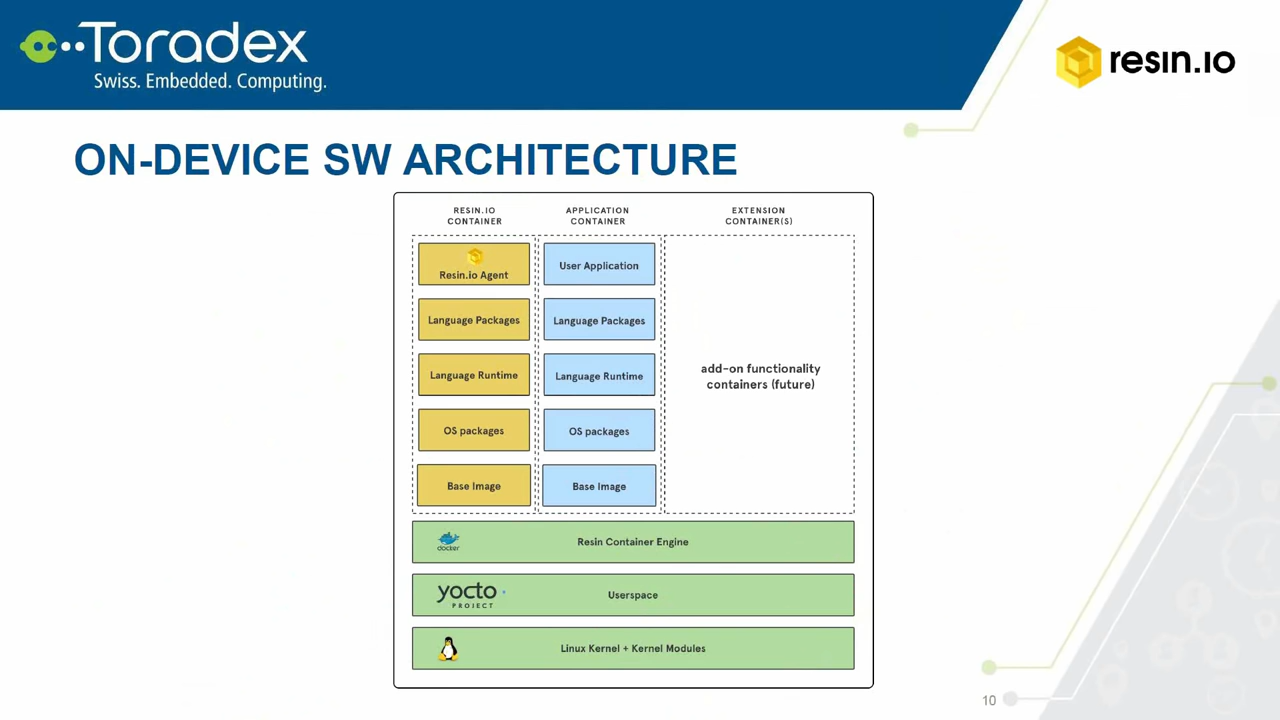 Toradex
Swiss. Embedded. Computing.
resin.io
ON-DEVICE SW ARCHITECTURE
RESIN.IO
CONTAINER
APPLICATION
CONTAINER
EXTENSION
CONTAINER(S)
Resin.io Agent
User Application
Language Packages
Language Packages
Language Runtime
Language Runtime
add-on functionality
containers (future)
OS packages
OS packages
Base Image
Base Image
docker
Resin Container Engine
yocto
PROJECT
Userspace
Linux Kernel + Kernel Modules
10